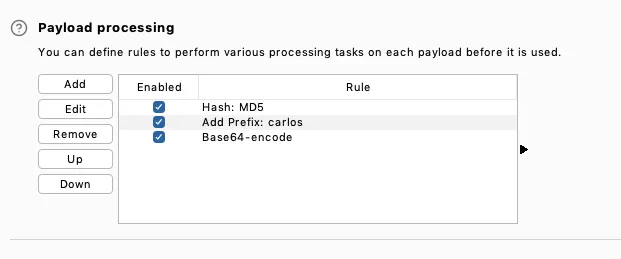 Payload processing
You can define rules to perform various processing tasks on each payload before it is used.
Add
Edit
Remove
Up
Down
Enabled Rule
Hash: MD5
Add Prefix: carlos
Base64-encode